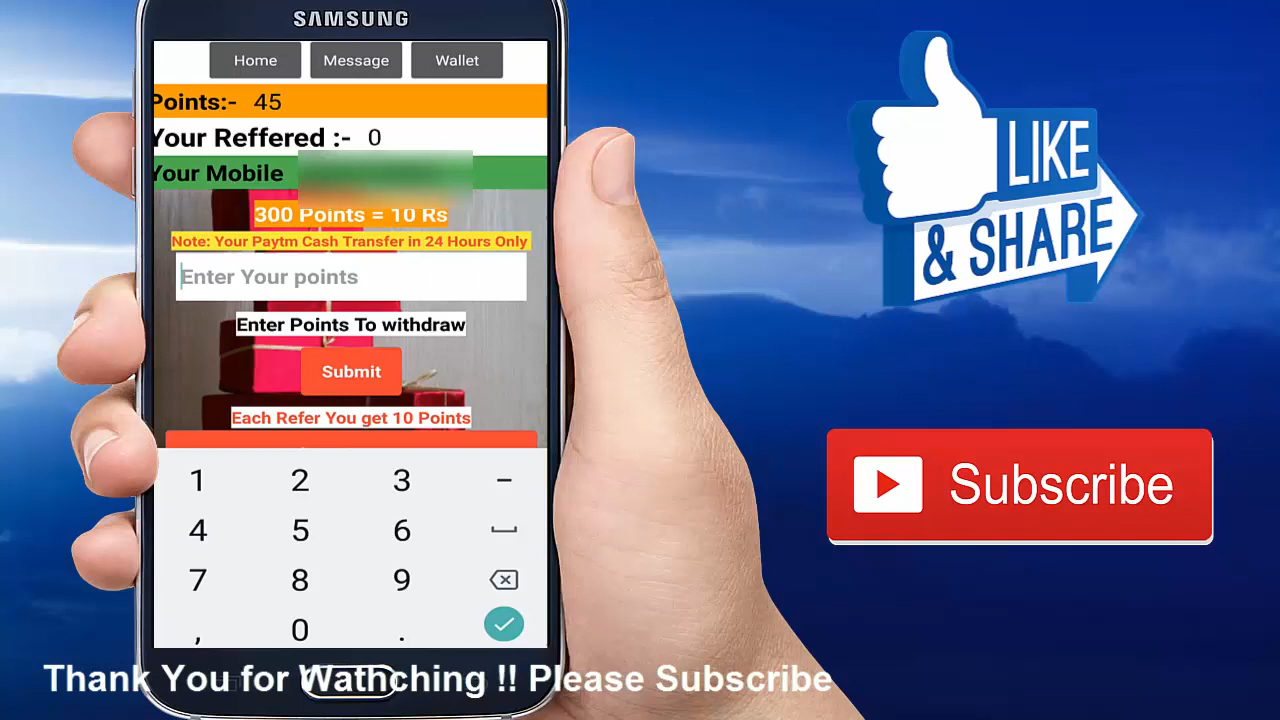 SAMSUNG
Home Message Wallet
Points:- 45
Your Reffered :- 0
Your Mobile
300 Points = 10 Rs
Note: Your Paytm Cash Transfer in 24 Hours Only
Enter Your points
Enter Points To withdraw
Submit
Each Refer You get 10 Points
1 2 3 -
4 5 6
7 8 9
, 0 .
LIKE
& SHARE
Subscribe
Thank You for Wathching !! Please Subscribe